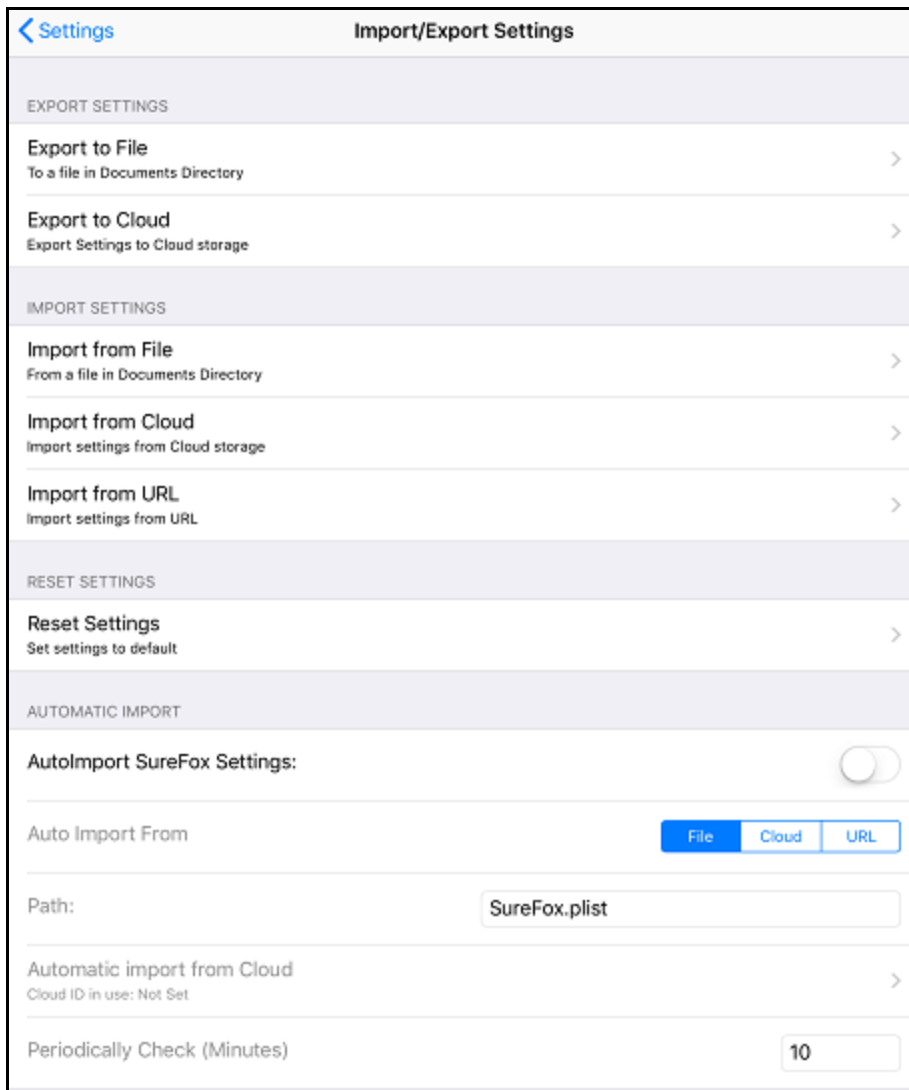 Settings
Import/Export Settings
EXPORT SETTINGS
Export to File
To a file in Documents Directory
Export to Cloud
Export Settings to Cloud storage
IMPORT SETTINGS
Import from File
From a file in Documents Directory
Import from Cloud
Import settings from Cloud storage
Import from URL
Import settings from URL
RESET SETTINGS
Reset Settings
Set settings to default
AUTOMATIC IMPORT
AutoImport SureFox Settings:
Auto Import From File Cloud URL
Path: SureFox.plist
Automatic import from Cloud
Cloud ID in use: Not Set
Periodically Check (Minutes) 10